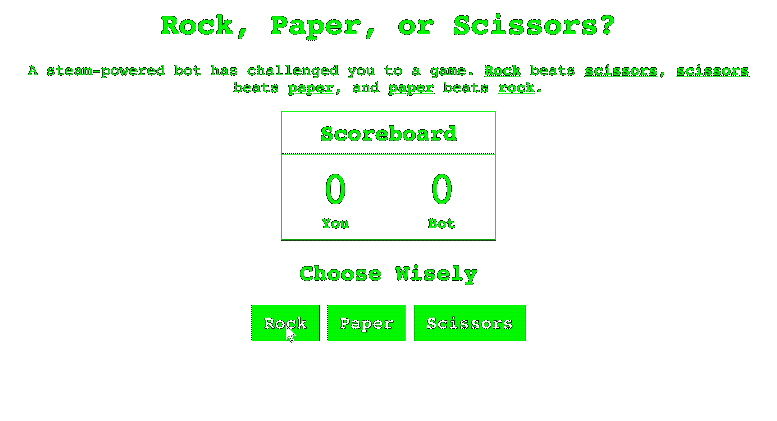 Rock, Paper, or Scissors?
A steam-powered bot has challenged you to a game. Rock beats scissors, scissors
beats paper, and paper beats rock.
Scoreboard
0 0
You Bot
Choose Wisely
Rock Paper Scissors